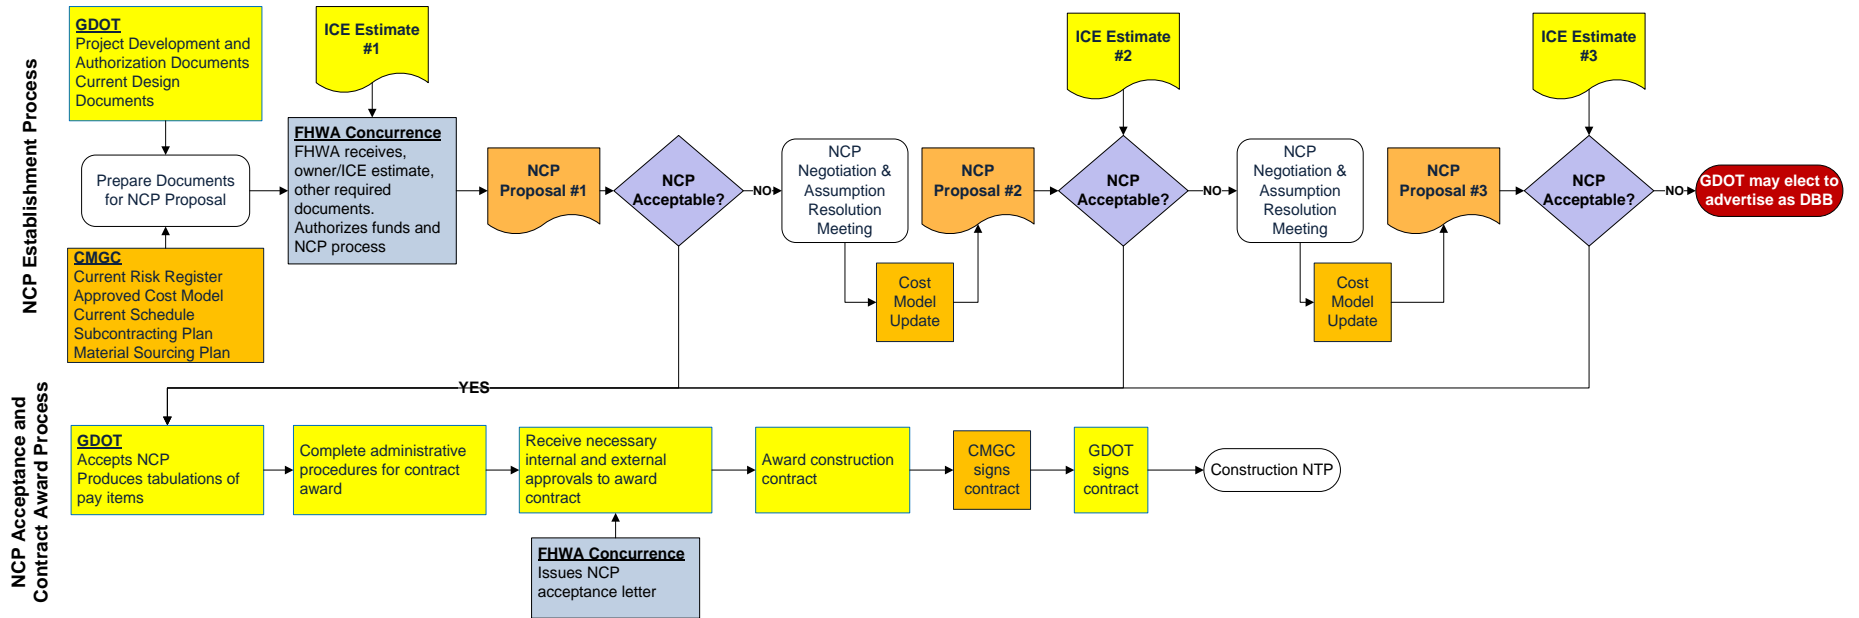 NCP Establishment Process
GDOT
Project Development and
Authorization Documents
Current Design
Documents
ICE Estimate
#1
Prepare Documents
for NCP Proposal
CMGC
Current Risk Register
Approved Cost Model
Current Schedule
Subcontracting Plan
Material Sourcing Plan
FHWA Concurrence
FHWA receives,
owner/ICE estimate,
other required
documents.
Authorizes funds and
NCP process
NCP
Proposal #1
NCP
Acceptable?
NO
NCP
Negotiation &
Assumption
Resolution
Meeting
Cost
Model
Update
NCP
Proposal #2
ICE Estimate
#2
NCP
Acceptable?
NO
NCP
Negotiation &
Assumption
Resolution
Meeting
Cost
Model
Update
NCP
Proposal #3
ICE Estimate
#3
NCP
Acceptable?
NO
GDOT may elect to
advertise as DBB
YES
NCP Acceptance and
Contract Award Process
GDOT
Accepts NCP
Produces tabulations of
pay items
Complete administrative
procedures for contract
award
Receive necessary
internal and external
approvals to award
contract
FHWA Concurrence
Issues NCP
acceptance letter
Award construction
contract
CMGC
signs
contract
GDOT
signs
contract
Construction NTP